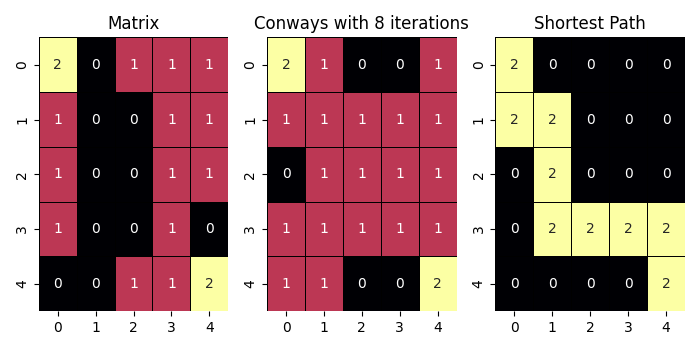 Matrix Conways with 8 iterations Shortest Path
0 2 0 1 1 1 0 2 1 0 0 1 0 2 0 0 0 0
1 1 0 0 1 1 1 1 1 1 1 1 1 2 2 0 0 0
2 1 0 0 1 1 2 0 1 1 1 1 2 0 2 0 0 0
3 1 0 0 1 0 3 1 1 1 1 1 3 0 2 2 2 2
4 0 0 1 1 2 4 1 1 0 0 2 4 0 0 0 0 2
0 1 2 3 4 0 1 2 3 4 0 1 2 3 4